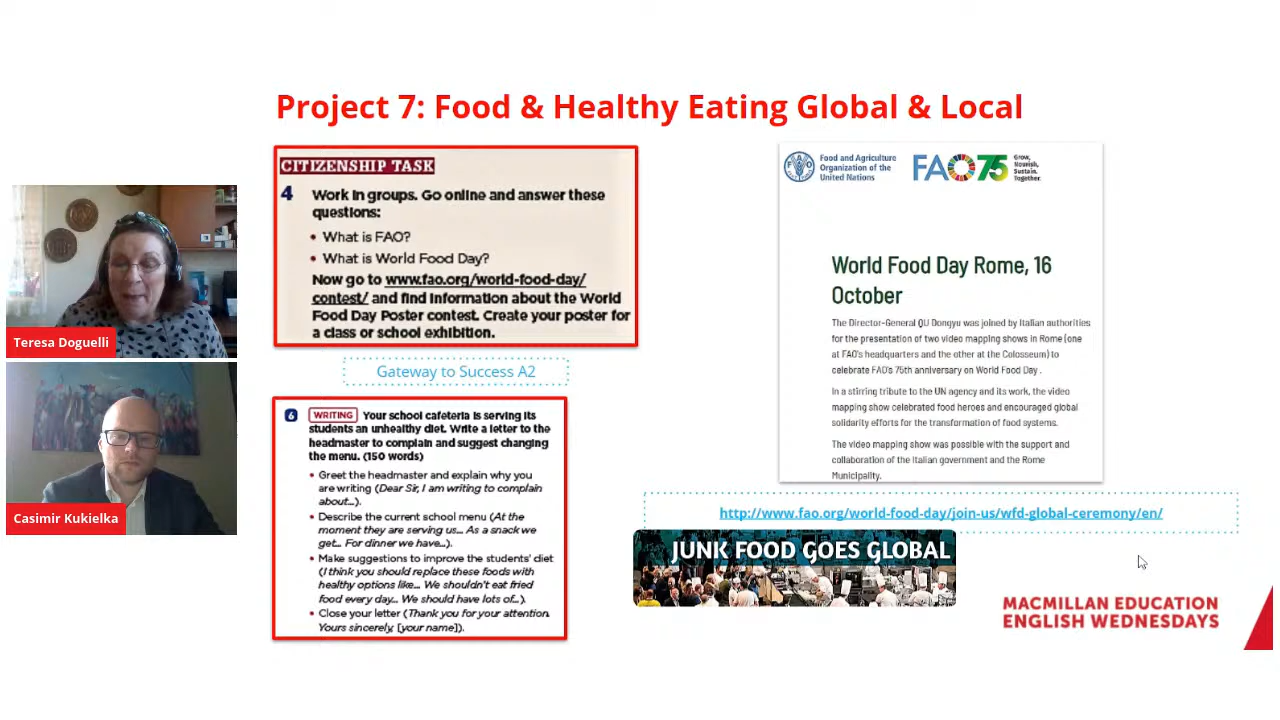 Project 7: Food & Healthy Eating Global & Local
CITIZENSHIP TASK
4 Work in groups. Go online and answer these
questions:
• What is FAO?
• What is World Food Day?
Now go to www.fao.org/world-food-day/
contest/ and find information about the World
Food Day Poster contest. Create your poster for
a class or school exhibition.
Gateway to Success A2
6 WRITING Your school cafeteria is serving its
students an unhealthy diet. Write a letter to the
headmaster to complain and suggest changing
the menu. (150 words)
• Greet the headmaster and explain why you
are writing (Dear Sir, I am writing to complain
about...).
• Describe the current school menu (At the
moment they are serving us... As a snack we
get... For dinner we have...).
• Make suggestions to improve the students' diet
(I think you should replace these foods with
healthy options like... We shouldn't eat fried
food every day... We should have lots of...).
• Close your letter (Thank you for your attention.
Yours sincerely, [your name]).
Food and Agriculture
Organization of the
United Nations
FAO75
Grow,
Nourish,
Sustain.
Together.
World Food Day Rome, 16
October
The Director-General QU Dongyu was joined by Italian authorities
for the presentation of two video mapping shows in Rome (one
at FAO's headquarters and the other at the Colosseum) to
celebrate FAO's 75th anniversary on World Food Day .
In a stirring tribute to the UN agency and its work, the video
mapping show celebrated food heroes and encouraged global
solidarity efforts for the transformation of food systems.
The video mapping show was possible with the support and
collaboration of the Italian government and the Rome
Municipality.
http://www.fao.org/world-food-day/join-us/wfd-global-ceremony/en/
JUNK FOOD GOES GLOBAL
MACMILLAN EDUCATION
ENGLISH WEDNESDAYS
Teresa Doguelli
Casimir Kukielka